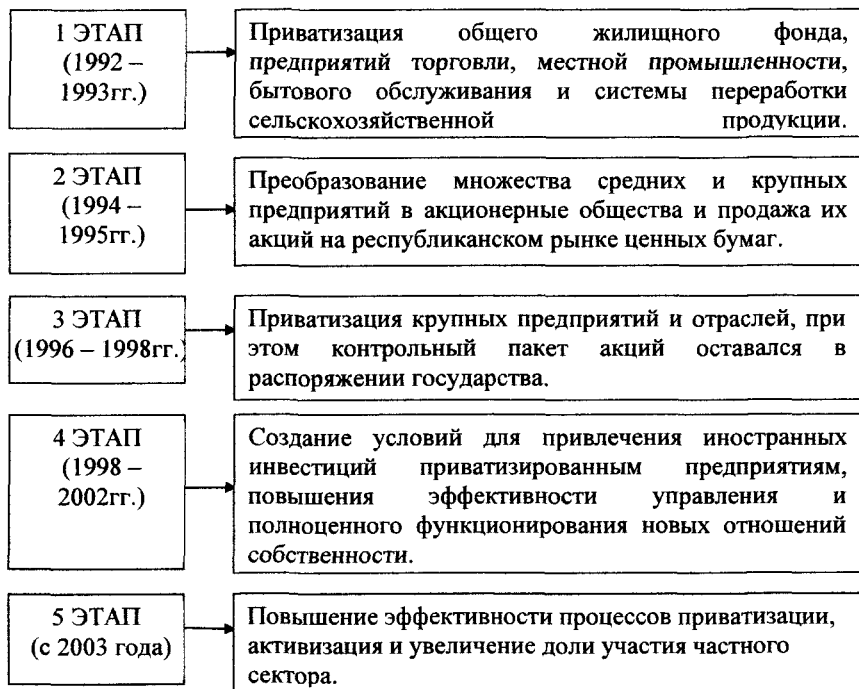 1 ЭТАП
(1992 –
1993гг.)
Приватизация общего жилищного фонда,
предприятий торговли, местной промышленности,
бытового обслуживания и системы переработки
сельскохозяйственной продукции.
2 ЭТАП
(1994 –
1995гг.)
Преобразование множества средних и крупных
предприятий в акционерные общества и продажа их
акций на республиканском рынке ценных бумаг.
3 ЭТАП
(1996 – 1998гг.)
Приватизация крупных предприятий и отраслей, при
этом контрольный пакет акций оставался в
распоряжении государства.
4 ЭТАП
(1998 –
2002гг.)
Создание условий для привлечения иностранных
инвестиций приватизированным предприятиям,
повышения эффективности управления и
полноценного функционирования новых отношений
собственности.
5 ЭТАП
(с 2003 года)
Повышение эффективности процессов приватизации,
активизация и увеличение доли участия частного
сектора.